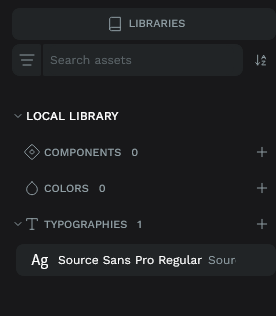 LIBRARIES
Search assets
LOCAL LIBRARY
COMPONENTS 0
COLORS 0
TYPOGRAPHIES 1
Ag Source Sans Pro Regular Sour